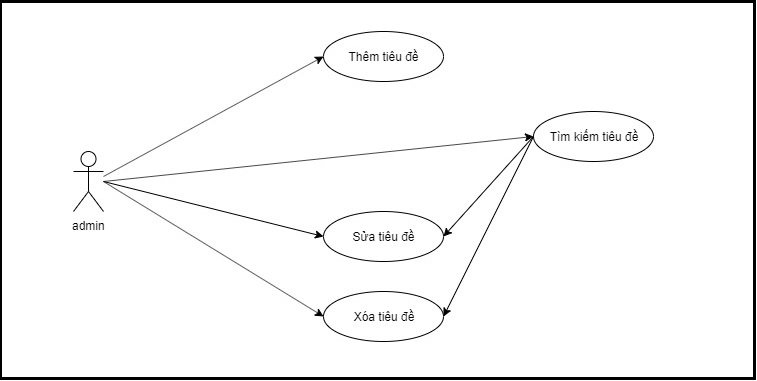 Thêm tiêu đề
Tìm kiếm tiêu đề
admin
Sửa tiêu đề
Xóa tiêu đề